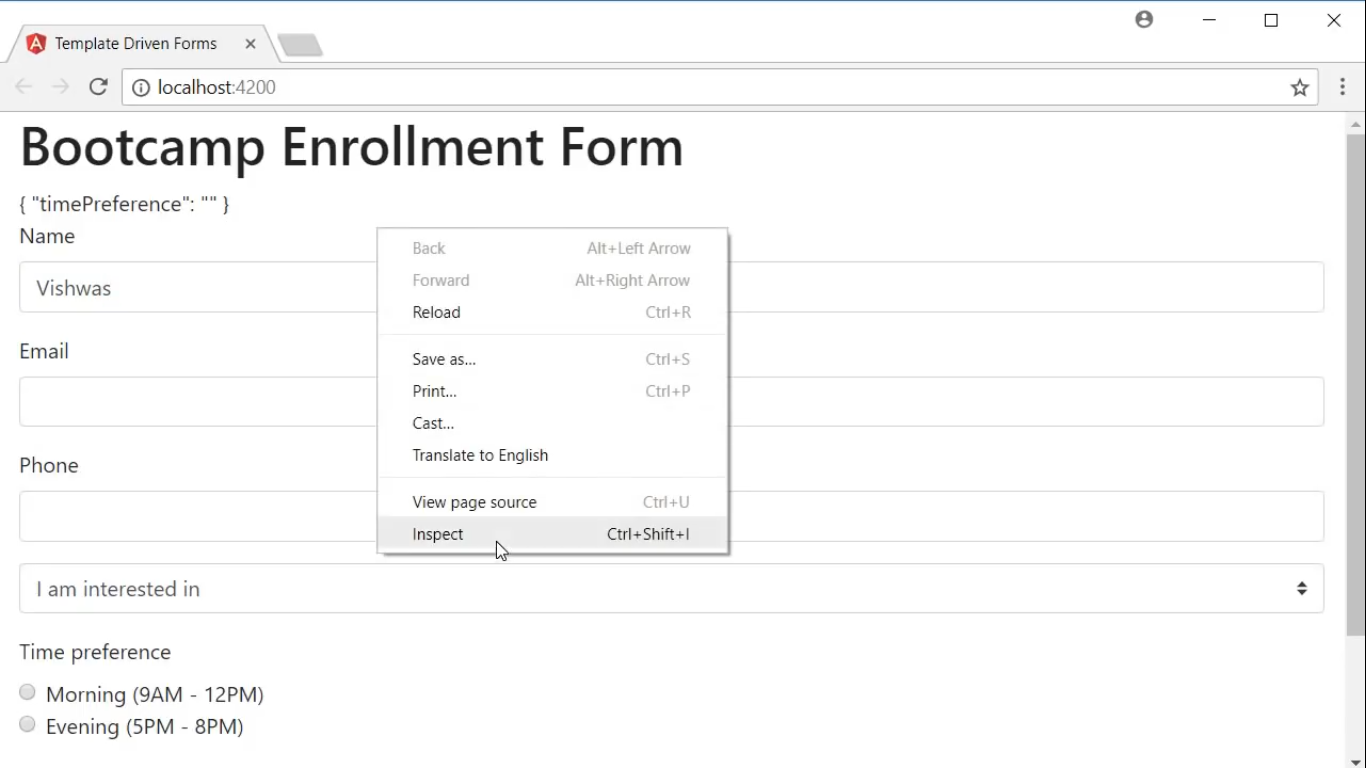 Template Driven Forms
localhost:4200
Bootcamp Enrollment Form
{ "timePreference": "" }
Name
Vishwas
Email
Phone
I am interested in
Time preference
Morning (9AM - 12PM)
Evening (5PM - 8PM)
Back Alt+Left Arrow
Forward Alt+Right Arrow
Reload Ctrl+R
Save as... Ctrl+S
Print... Ctrl+P
Cast...
Translate to English
View page source Ctrl+U
Inspect Ctrl+Shift+I